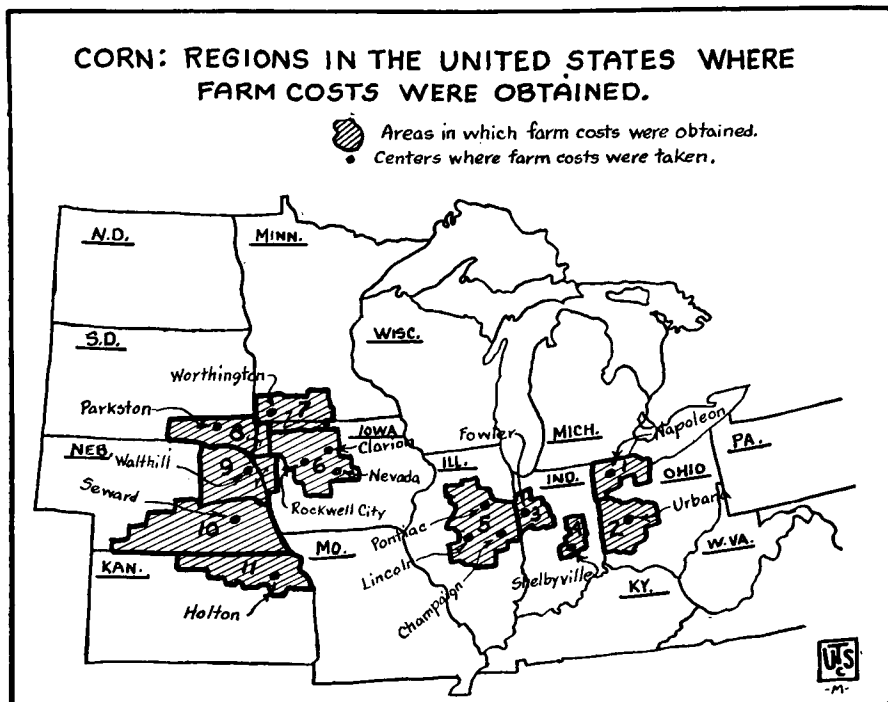 CORN: REGIONS IN THE UNITED STATES WHERE
FARM COSTS WERE OBTAINED.
Areas in which farm costs were obtained.
Centers where farm costs were taken.
N.D.
MINN.
S.D.
WISC.
Worthington
7
Parkston
8
IOWA
MICH.
Napoleon
Fowler
Clarion
PA.
NEB.
Walthill
9
6
Nevada
ILL.
IND.
1
OHIO
Seward
Rockwell City
Urbana
10
Pontiac
5
3
2
MO.
Lincoln
4
W.VA.
KAN.
11
Champaign
Shelbyville
KY.
Holton
UTSC
-M-